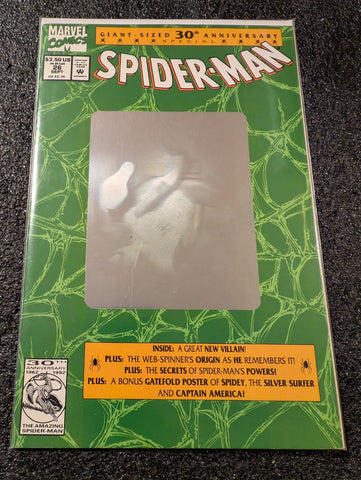 MARVEL
COMICS
GIANT-SIZED 30th ANNIVERSARY
SPECIAL
$3.50 US
26
SEPT
SPIDER-MAN
INSIDE: A GREAT NEW VILLAIN!
PLUS: THE WEB-SPINNER'S ORIGIN AS HE REMEMBERS IT!
PLUS: THE SECRETS OF SPIDER-MAN'S POWERS!
PLUS: A BONUS GATEFOLD POSTER OF SPIDEY, THE SILVER SURFER
AND CAPTAIN AMERICA!
30TH
ANNIVERSARY
1962 1992
THE AMAZING
SPIDER-MAN